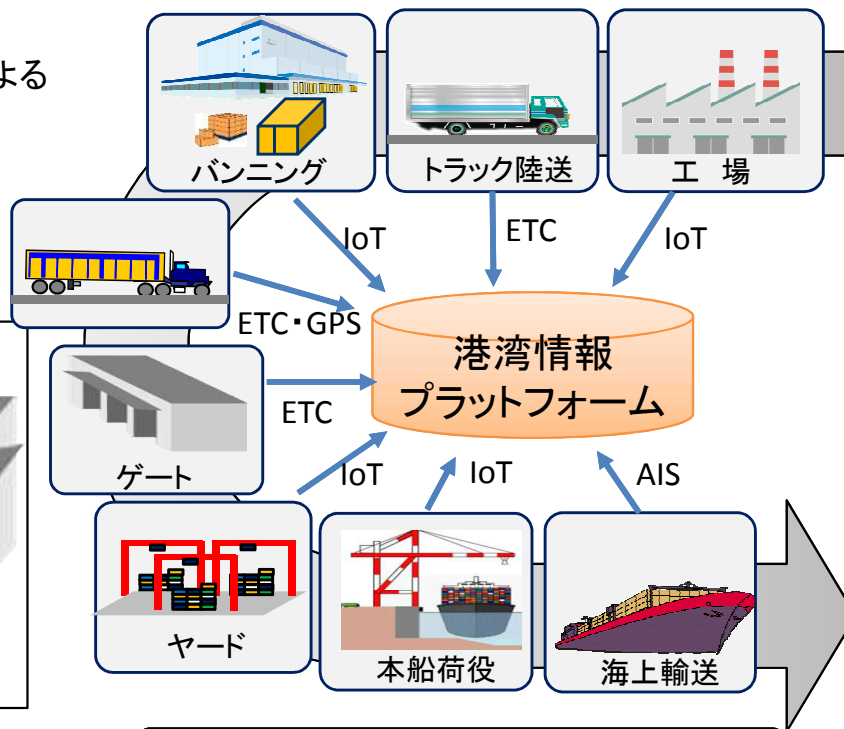 よる
バンニング
トラック陸送
工 場
IoT
ETC
IoT
ETC・GPS
港湾情報
プラットフォーム
ETC
ゲート
IoT
IoT
AIS
ヤード
本船荷役
海上輸送